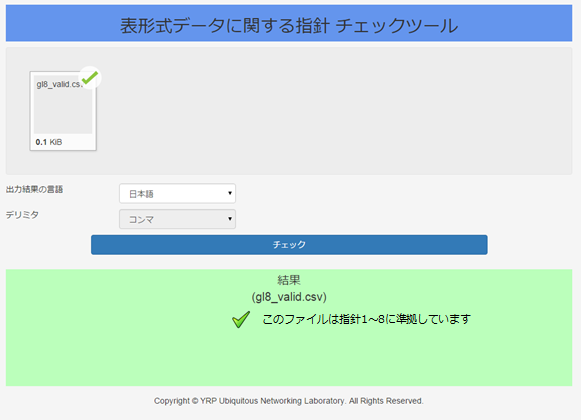 表形式データに関する指針 チェックツール
gl8_valid.csv
0.1 KiB
出力結果の言語
日本語
デリミタ
コンマ
チェック
結果
(gl8_valid.csv)
このファイルは指針1～8に準拠しています
Copyright © YRP Ubiquitous Networking Laboratory. All Rights Reserved.